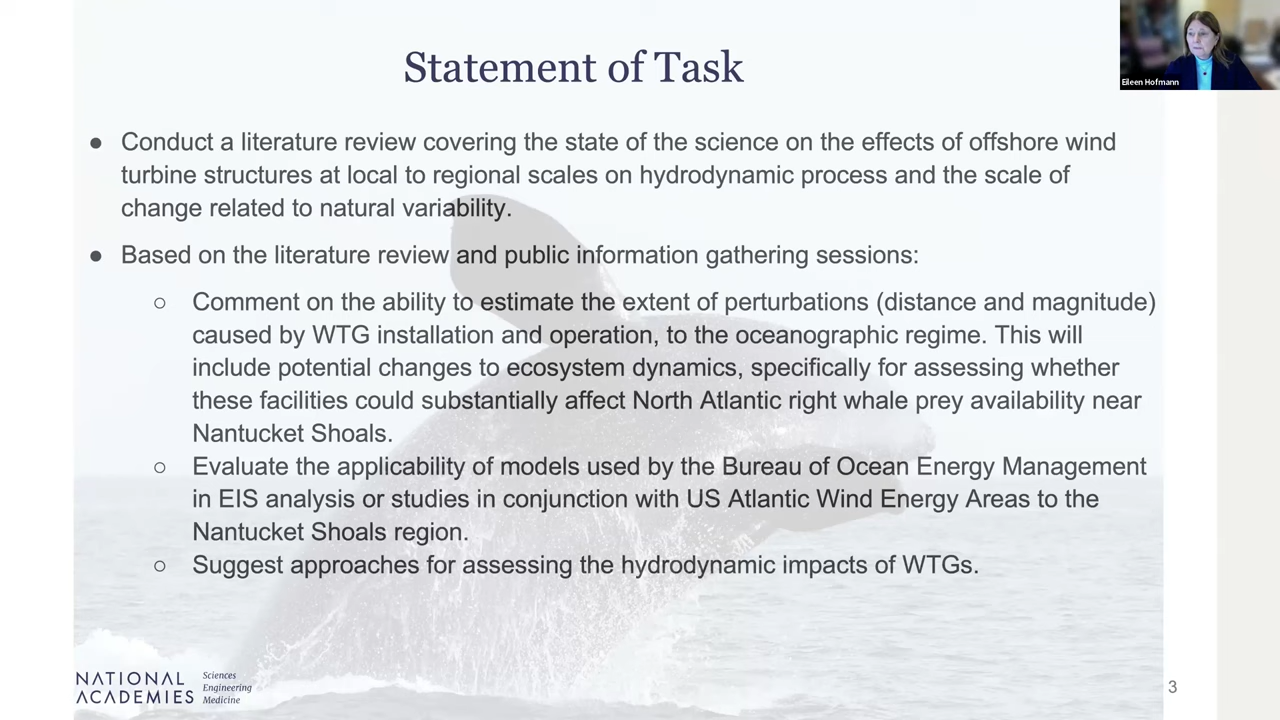 Statement of Task
Eileen Hofmann
● Conduct a literature review covering the state of the science on the effects of offshore wind
turbine structures at local to regional scales on hydrodynamic process and the scale of
change related to natural variability.
● Based on the literature review and public information gathering sessions:
○ Comment on the ability to estimate the extent of perturbations (distance and magnitude)
caused by WTG installation and operation, to the oceanographic regime. This will
include potential changes to ecosystem dynamics, specifically for assessing whether
these facilities could substantially affect North Atlantic right whale prey availability near
Nantucket Shoals.
○ Evaluate the applicability of models used by the Bureau of Ocean Energy Management
in EIS analysis or studies in conjunction with US Atlantic Wind Energy Areas to the
Nantucket Shoals region.
○ Suggest approaches for assessing the hydrodynamic impacts of WTGs.
NATIONAL
ACADEMIES
Sciences
Engineering
Medicine
3